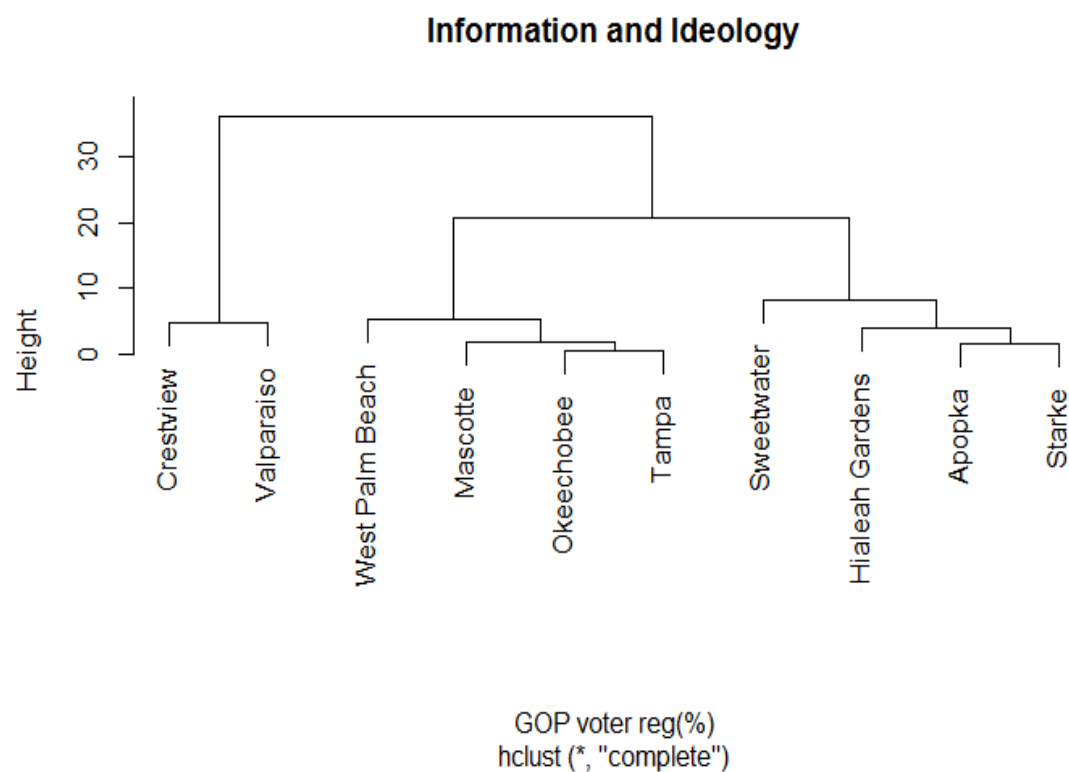 Information and Ideology
Height
30
20
10
0
Crestview
Valparaiso
West Palm Beach
Mascotte
Okeechobee
Tampa
Sweetwater
Hialeah Gardens
Apopka
Starke
GOP voter reg(%)
hclust (*, "complete")